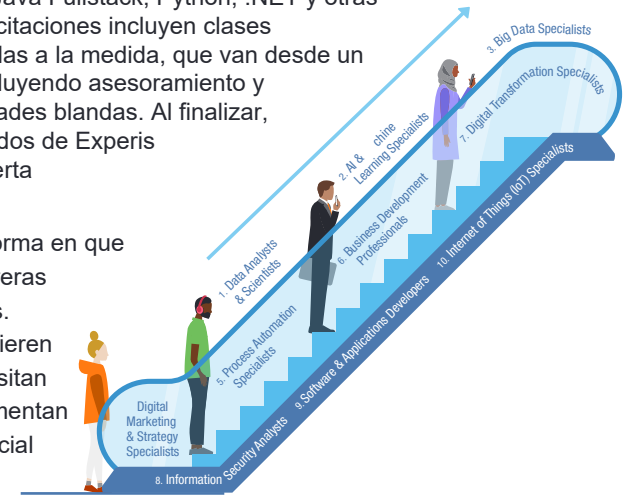 Java Fullstack, Python, .NET y otras
citaciones incluyen clases
das a la medida, que van desde un
luyendo asesoramiento y
ades blandas. Al finalizar,
dos de Experis
erta
orma en que
reras
s.
ieren
sitan
mentan
cial
1. Data Analysts
& Scientists
2. AI & chine
Learning Specialists
3. Big Data Specialists
Digital
Marketing
& Strategy
Specialists
5. Process Automation
Specialists
6. Business Development
Professionals
7. Digital Transformation Specialists
8. Information Security Analysts
9. Software & Applications Developers
10. Internet of Things (IoT) Specialists